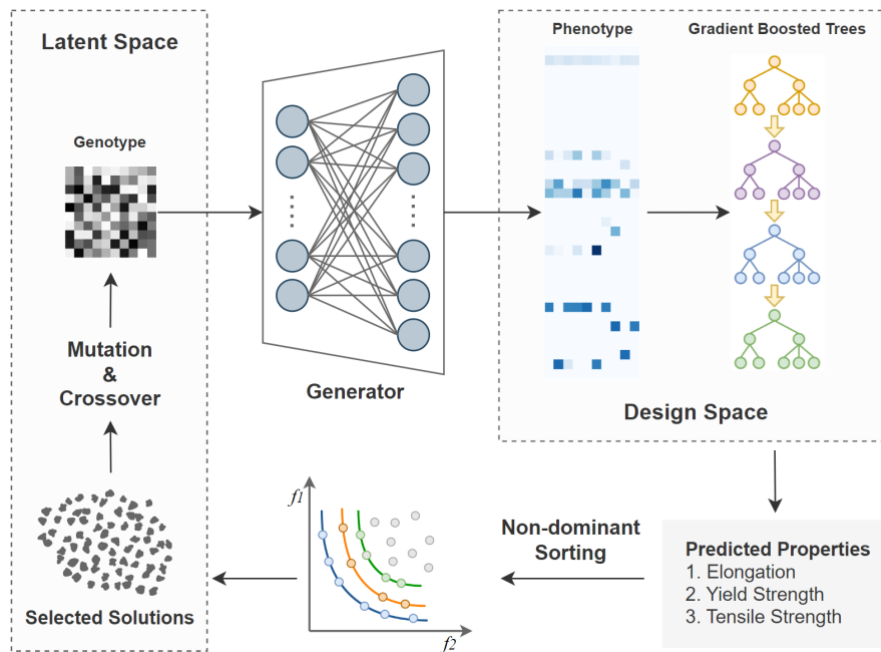 Latent Space
Genotype
Mutation
&
Crossover
Selected Solutions
Generator
Phenotype
Gradient Boosted Trees
Design Space
Predicted Properties
1. Elongation
2. Yield Strength
3. Tensile Strength
Non-dominant
Sorting
f1
f2